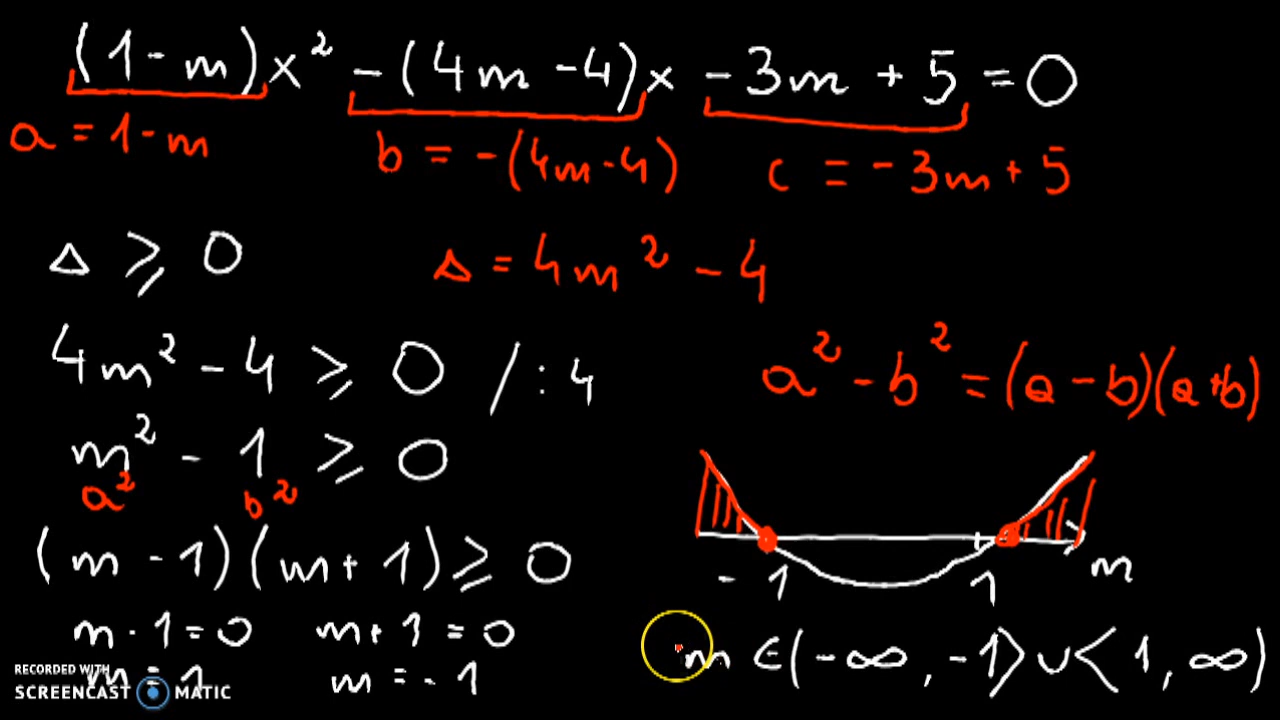 (1-m)x² -(4m-4)x -3m+5 =0
a = 1-m b = -(4m-4) c = -3m+5
Δ ⩾ 0 Δ = 4m² - 4
4m² - 4 ⩾ 0 / : 4
a² - b² = (a-b)(a+b)
m² - 1 ⩾ 0
a² b²
(m-1)(m+1) ⩾ 0
-1 1 m
m-1=0 m+1=0
m=1 m=-1
m ∈(-∞, -1> ∪ <1, ∞)
RECORDED WITH
SCREENCAST MATIC